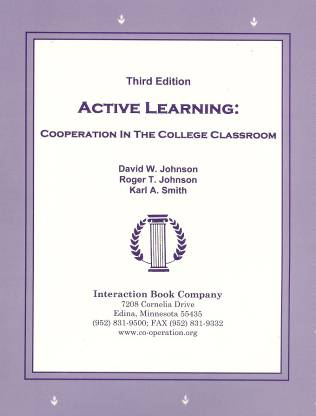 Third Edition
ACTIVE LEARNING:
COOPERATION IN THE COLLEGE CLASSROOM
David W. Johnson
Roger T. Johnson
Karl A. Smith
Interaction Book Company
7208 Cornelia Drive
Edina, Minnesota 55435
(952) 831-9500; FAX (952) 831-9332
www.co-operation.org